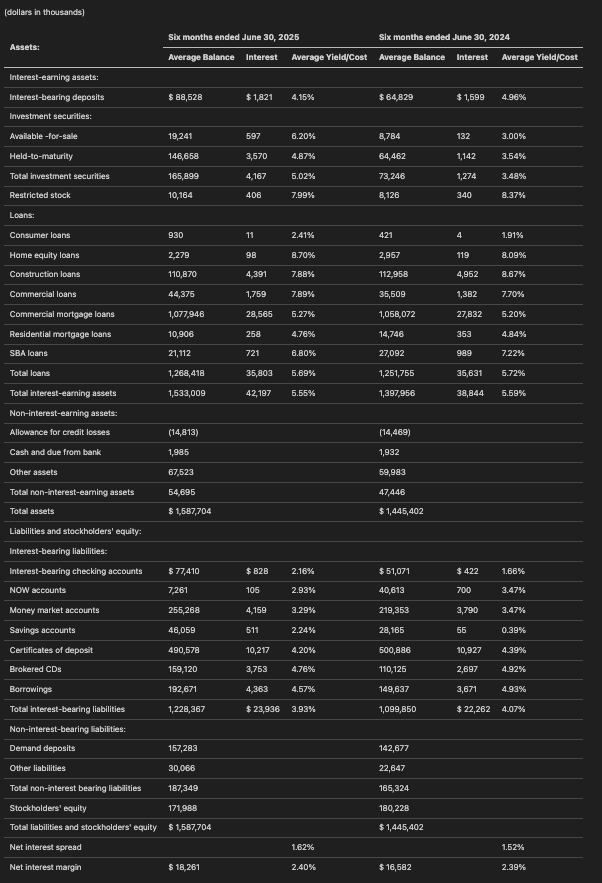 (dollars in thousands)
Six months ended June 30, 2025 Six months ended June 30, 2024
Assets:
Average Balance Interest Average Yield/Cost Average Balance Interest Average Yield/Cost
Interest-earning assets:
Interest-bearing deposits $ 88,528 $ 1,821 4.15% $ 64,829 $ 1,599 4.96%
Investment securities:
Available -for-sale 19,241 597 6.20% 8,784 132 3.00%
Held-to-maturity 146,658 3,570 4.87% 64,462 1,142 3.54%
Total investment securities 165,899 4,167 5.02% 73,246 1,274 3.48%
Restricted stock 10,164 406 7.99% 8,126 340 8.37%
Loans:
Consumer loans 930 11 2.41% 421 4 1.91%
Home equity loans 2,279 98 8.70% 2,957 119 8.09%
Construction loans 110,870 4,391 7.88% 112,958 4,952 8.67%
Commercial loans 44,375 1,759 7.89% 35,509 1,382 7.70%
Commercial mortgage loans 1,077,946 28,565 5.27% 1,058,072 27,832 5.20%
Residential mortgage loans 10,906 258 4.76% 14,746 353 4.84%
SBA loans 21,112 721 6.80% 27,092 989 7.22%
Total loans 1,268,418 35,803 5.69% 1,251,755 35,631 5.72%
Total interest-earning assets 1,533,009 42,197 5.55% 1,397,956 38,844 5.59%
Non-interest-earning assets:
Allowance for credit losses (14,813) (14,469)
Cash and due from bank 1,985 1,932
Other assets 67,523 59,983
Total non-interest-earning assets 54,695 47,446
Total assets $ 1,587,704 $ 1,445,402
Liabilities and stockholders' equity:
Interest-bearing liabilities:
Interest-bearing checking accounts $ 77,410 $ 828 2.16% $ 51,071 $ 422 1.66%
NOW accounts 7,261 105 2.93% 40,613 700 3.47%
Money market accounts 255,268 4,159 3.29% 219,353 3,790 3.47%
Savings accounts 46,059 511 2.24% 28,165 55 0.39%
Certificates of deposit 490,578 10,217 4.20% 500,886 10,927 4.39%
Brokered CDs 159,120 3,753 4.76% 110,125 2,697 4.92%
Borrowings 192,671 4,363 4.57% 149,637 3,671 4.93%
Total interest-bearing liabilities 1,228,367 $ 23,936 3.93% 1,099,850 $ 22,262 4.07%
Non-interest-bearing liabilities:
Demand deposits 157,283 142,677
Other liabilities 30,066 22,647
Total non-interest bearing liabilities 187,349 165,324
Stockholders' equity 171,988 180,228
Total liabilities and stockholders' equity $ 1,587,704 $ 1,445,402
Net interest spread 1.62% 1.52%
Net interest margin $ 18,261 2.40% $ 16,582 2.39%